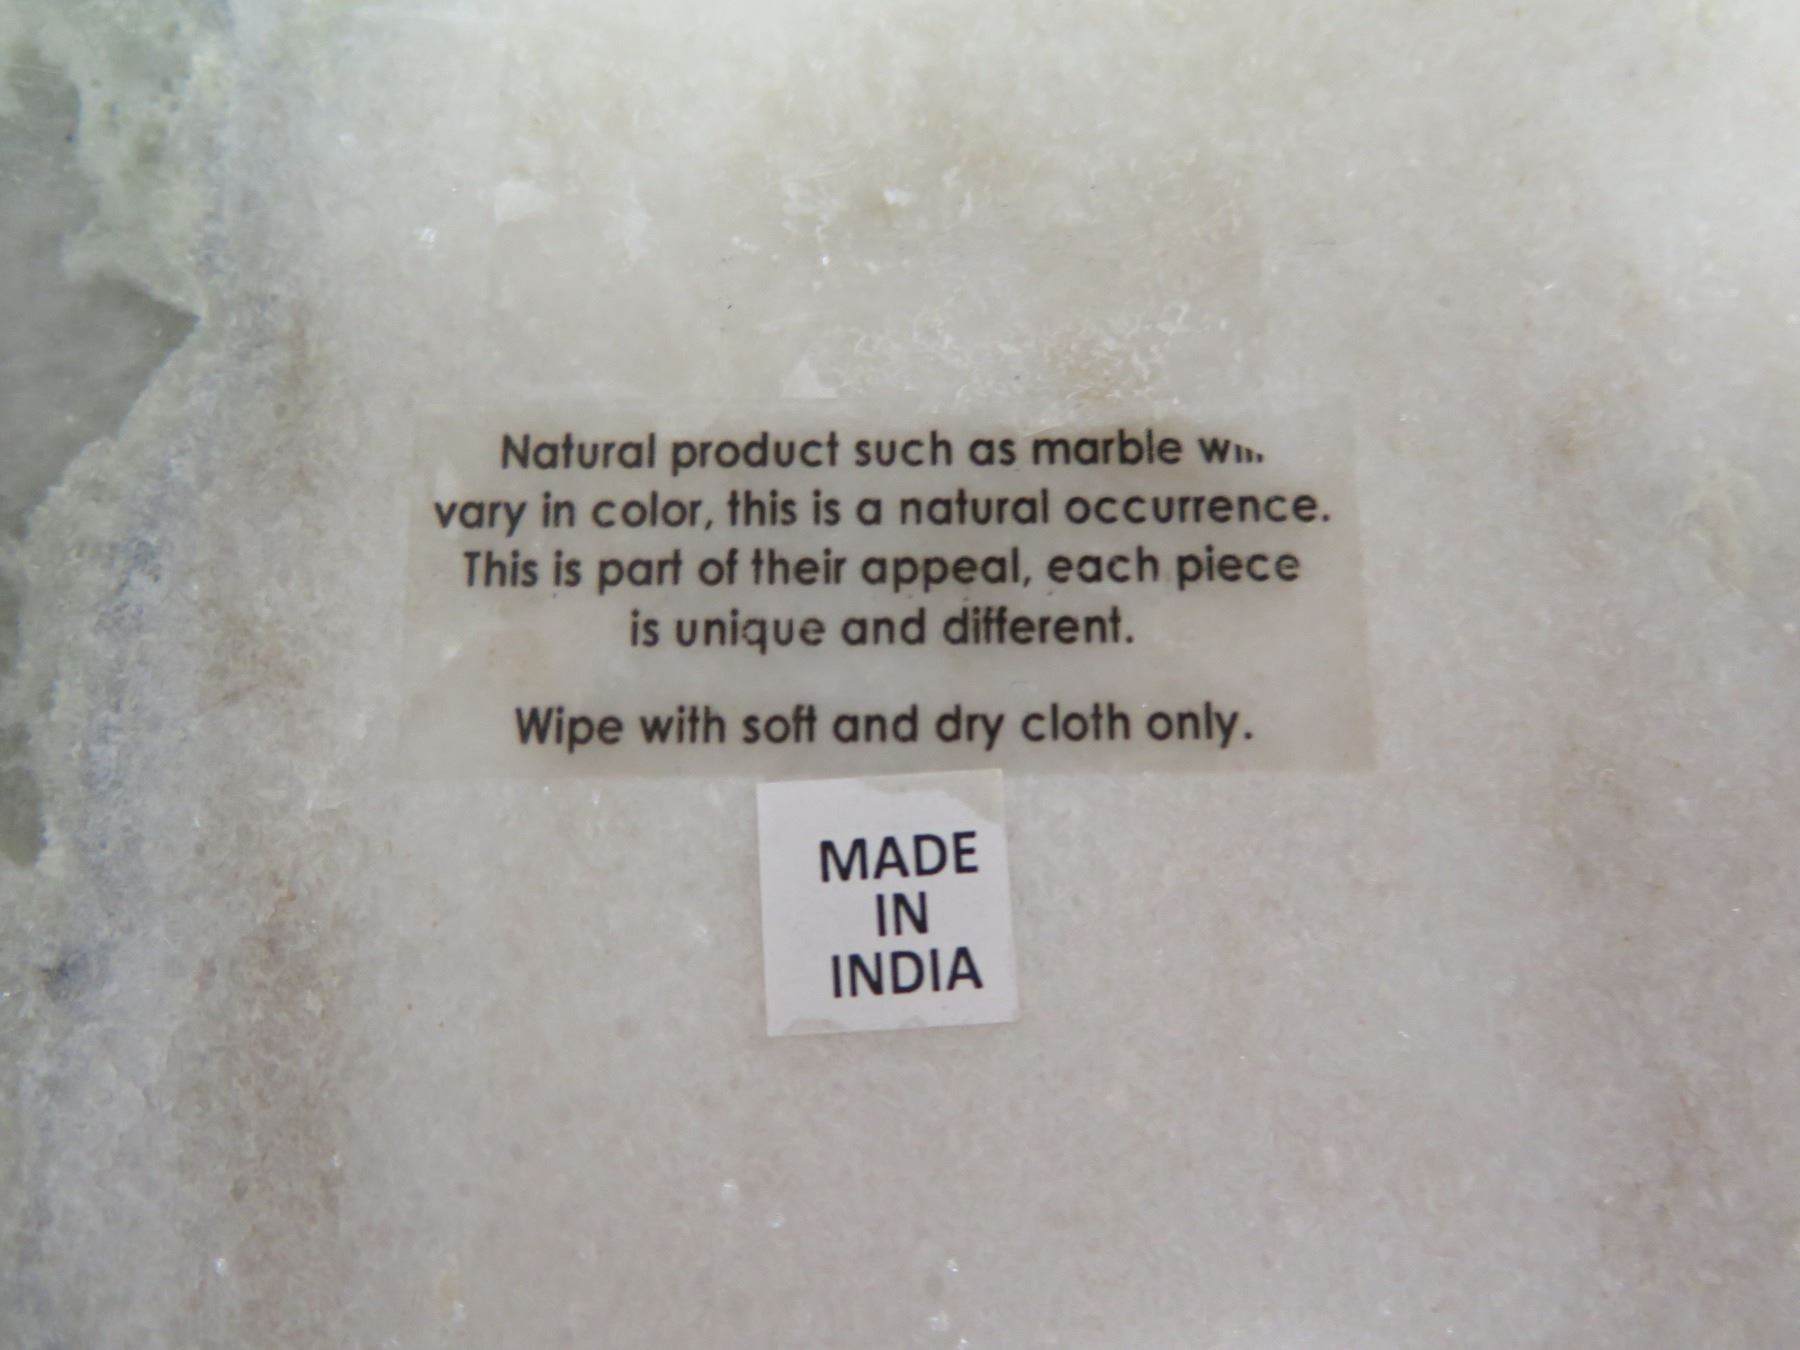 Natural product such as marble will
vary in color, this is a natural occurrence.
This is part of their appeal, each piece
is unique and different.
Wipe with soft and dry cloth only.
MADE
IN
INDIA